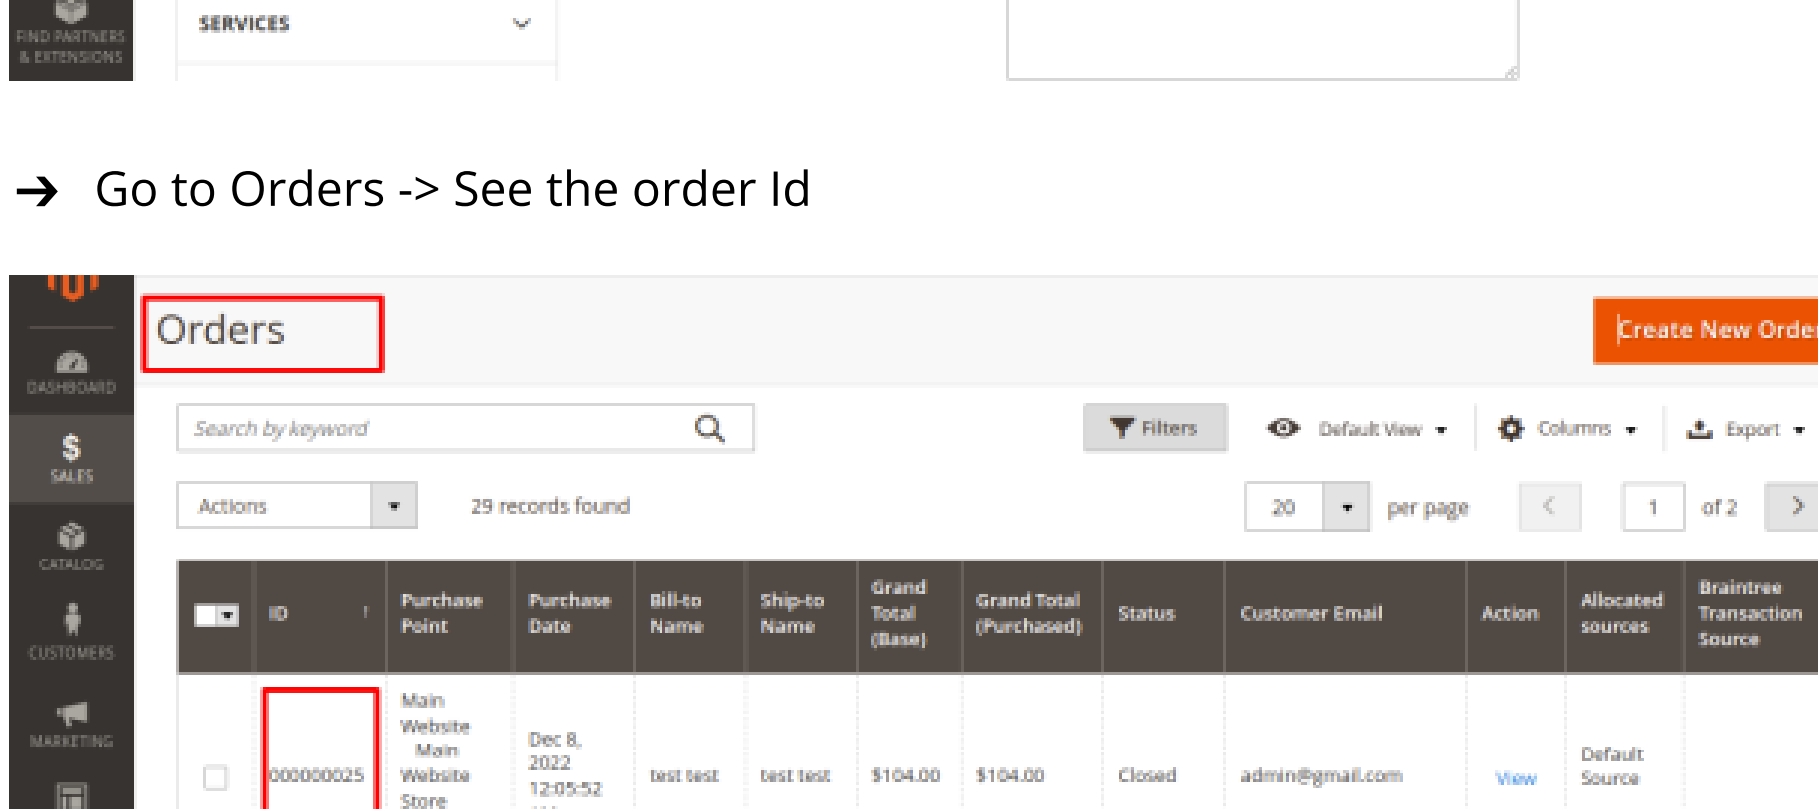 FIND PARTNERS
& EXTENSIONS
SERVICES
➔ Go to Orders -> See the order Id
Orders
Create New Order
DASHBOARD
Search by keyword
Filters
Default View
Columns
Export
$
SALES
Actions
29 records found
20
per page
1
of 2
CATALOG
ID
Purchase
Point
Purchase
Date
Bill-to
Name
Ship-to
Name
Grand
Total
(Base)
Grand Total
(Purchased)
Status
Customer Email
Action
Allocated
sources
Braintree
Transaction
Source
CUSTOMERS
MARKETING
000000025
Main
Website
Main
Website
Store
Dec 8,
2022
12:05:52
test test
test test
$104.00
$104.00
Closed
admin@gmail.com
View
Default
Source